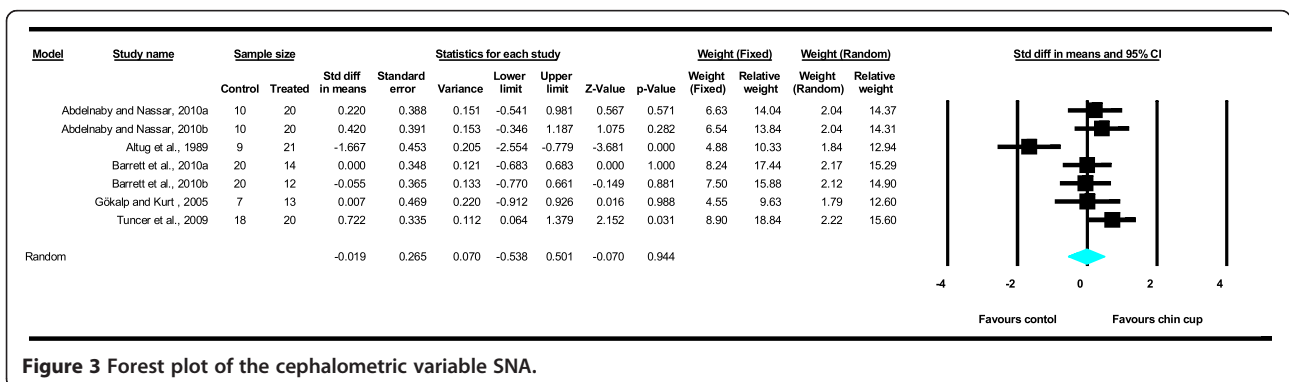 Model Study name Sample size Statistics for each study Weight (Fixed) Weight (Random) Std diff in means and 95% CI
Control Treated Std diff in means Standard error Variance Lower limit Upper limit Z-Value p-Value Weight (Fixed) Relative weight Weight (Random) Relative weight
Abdelnaby and Nassar, 2010a 10 20 0.220 0.388 0.151 -0.541 0.981 0.567 0.571 6.63 14.04 2.04 14.37
Abdelnaby and Nassar, 2010b 10 20 0.420 0.391 0.153 -0.346 1.187 1.075 0.282 6.54 13.84 2.04 14.31
Altug et al., 1989 9 21 -1.667 0.453 0.205 -2.554 -0.779 -3.681 0.000 4.88 10.33 1.84 12.94
Barrett et al., 2010a 20 14 0.000 0.348 0.121 -0.683 0.683 0.000 1.000 8.24 17.44 2.17 15.29
Barrett et al., 2010b 20 12 -0.055 0.365 0.133 -0.770 0.661 -0.149 0.881 7.50 15.88 2.12 14.90
Gökalp and Kurt , 2005 7 13 0.007 0.469 0.220 -0.912 0.926 0.016 0.988 4.55 9.63 1.79 12.60
Tuncer et al., 2009 18 20 0.722 0.335 0.112 0.064 1.379 2.152 0.031 8.90 18.84 2.22 15.60
Random -0.019 0.265 0.070 -0.538 0.501 -0.070 0.944
-4 -2 0 2 4
Favours contol Favours chin cup
Figure 3 Forest plot of the cephalometric variable SNA.